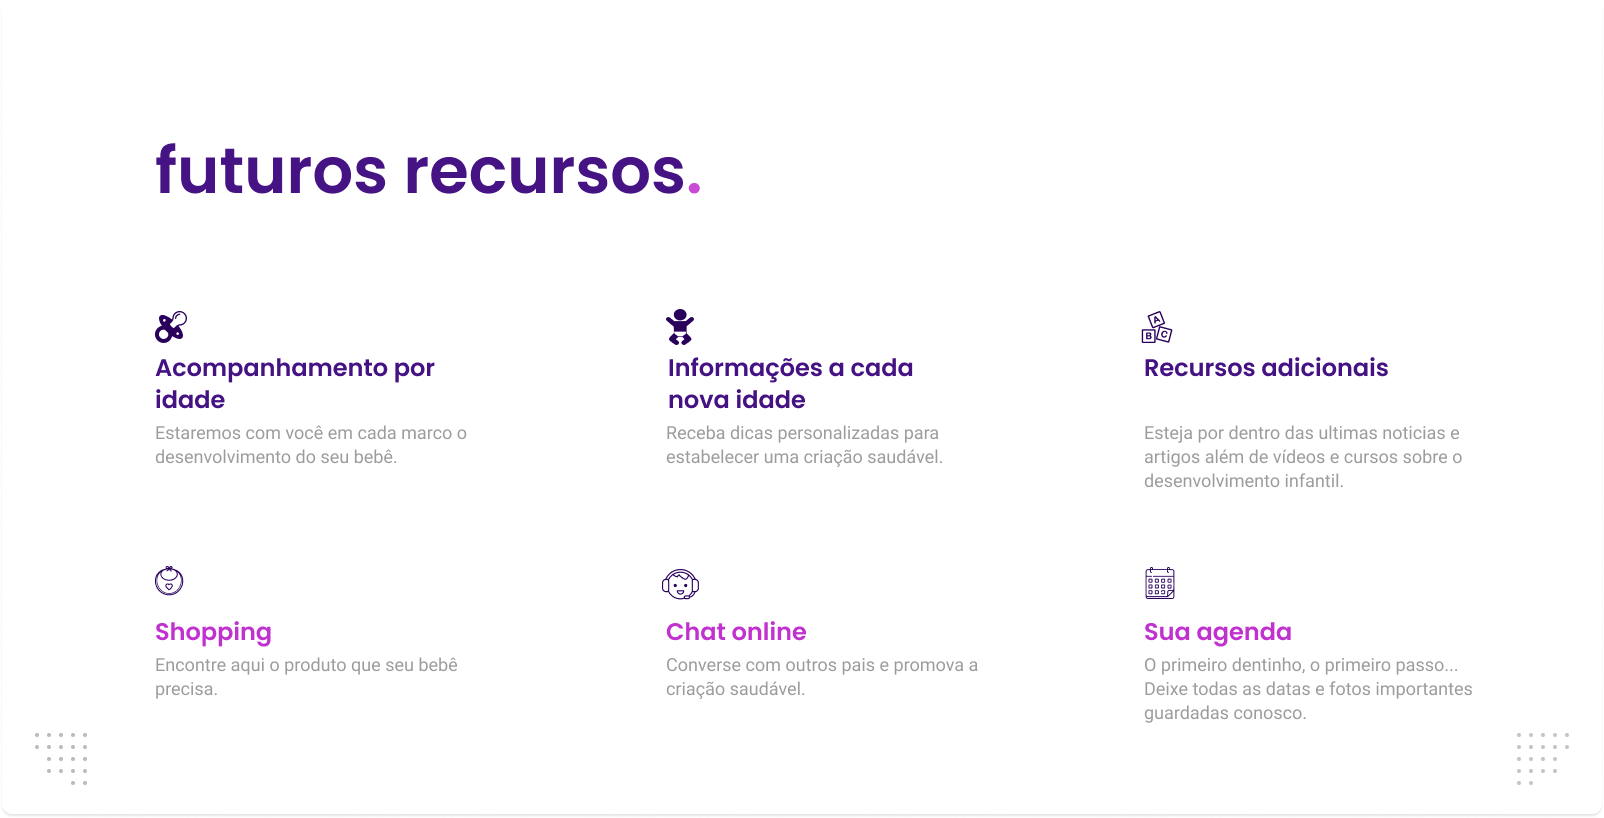 futuros recursos.
Acompanhamento por
idade
Estaremos com você em cada marco o
desenvolvimento do seu bebê.
Informações a cada
nova idade
Receba dicas personalizadas para
estabelecer uma criação saudável.
A
B C
Recursos adicionais
Esteja por dentro das ultimas noticias e
artigos além de vídeos e cursos sobre o
desenvolvimento infantil.
Shopping
Encontre aqui o produto que seu bebê
precisa.
Chat online
Converse com outros pais e promova a
criação saudável.
Sua agenda
O primeiro dentinho, o primeiro passo...
Deixe todas as datas e fotos importantes
guardadas conosco.